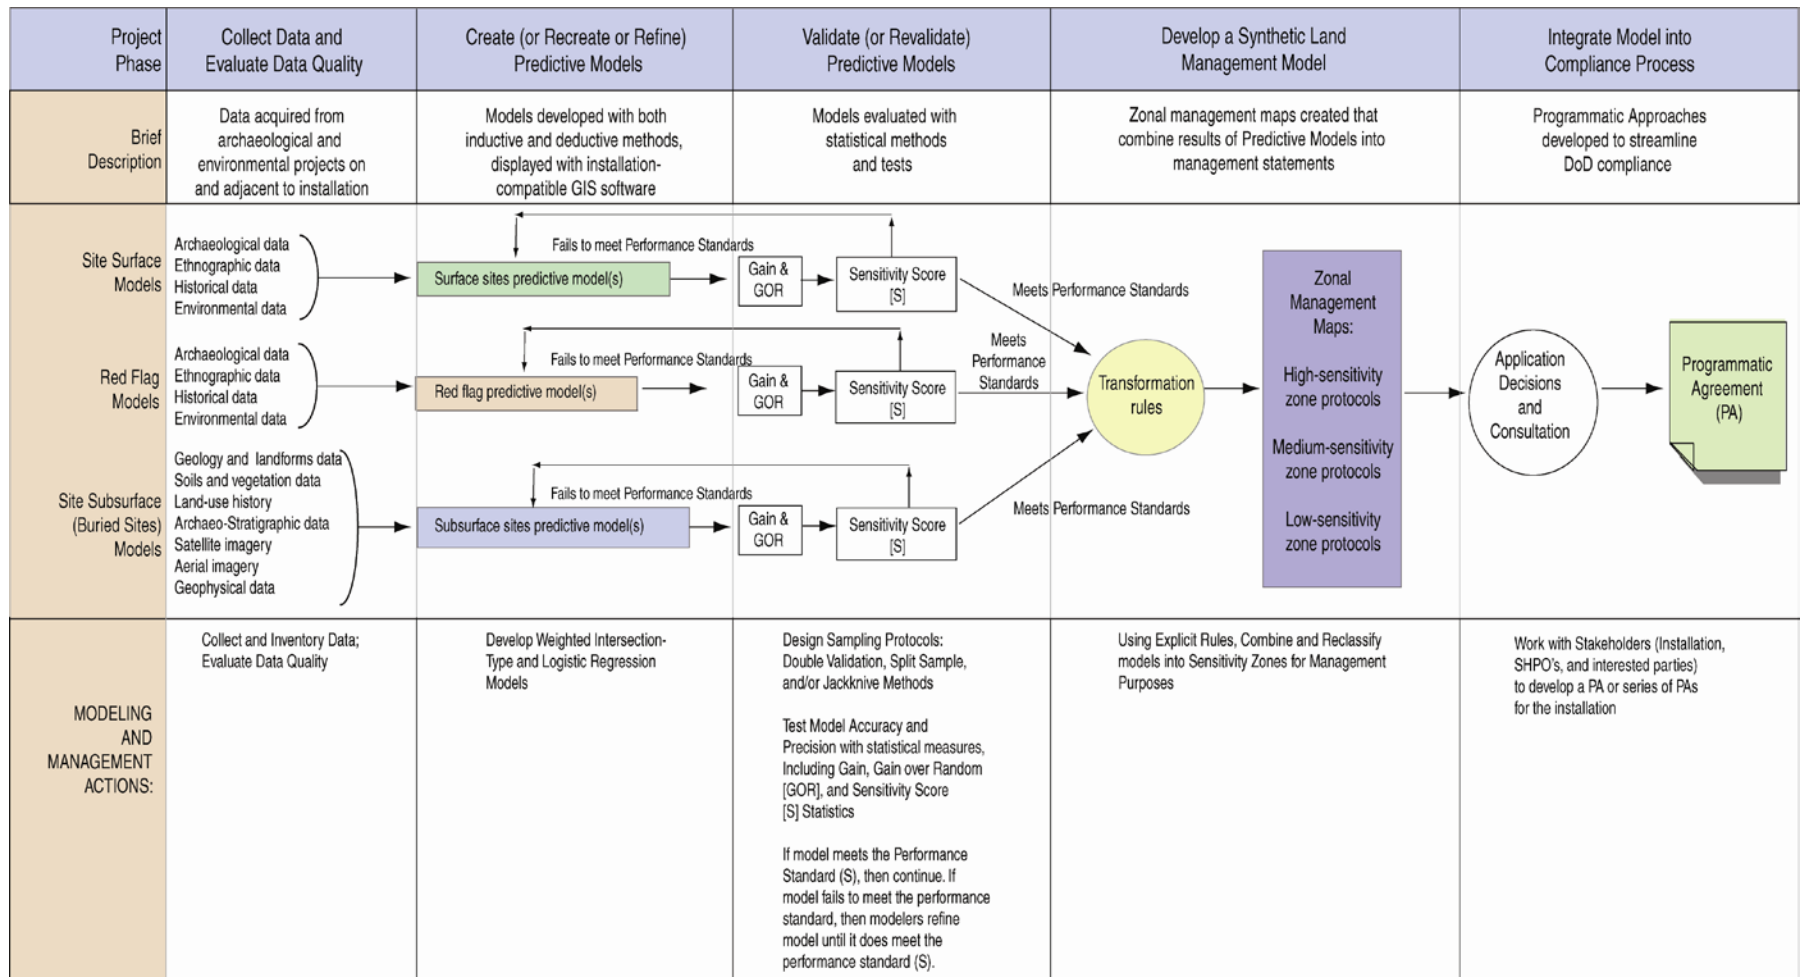 Project
Phase
Collect Data and
Evaluate Data Quality
Create (or Recreate or Refine)
Predictive Models
Validate (or Revalidate)
Predictive Models
Develop a Synthetic Land
Management Model
Integrate Model into
Compliance Process
Brief
Description
Data acquired from
archaeological and
environmental projects on
and adjacent to installation
Models developed with both
inductive and deductive methods,
displayed with installation-
compatible GIS software
Models evaluated with
statistical methods
and tests
Zonal management maps created that
combine results of Predictive Models into
management statements
Programmatic Approaches
developed to streamline
DoD compliance
Site Surface
Models
Archaeological data
Ethnographic data
Historical data
Environmental data
Fails to meet Performance Standards
Surface sites predictive model(s)
Gain &
GOR
Sensitivity Score
[S]
Meets Performance Standards
Red Flag
Models
Archaeological data
Ethnographic data
Historical data
Environmental data
Fails to meet Performance Standards
Red flag predictive model(s)
Gain &
GOR
Sensitivity Score
[S]
Meets
Performance
Standards
Site Subsurface
(Buried Sites)
Models
Geology and landforms data
Soils and vegetation data
Land-use history
Archaeo-Stratigraphic data
Satellite imagery
Aerial imagery
Geophysical data
Fails to meet Performance Standards
Subsurface sites predictive model(s)
Gain &
GOR
Sensitivity Score
[S]
Meets Performance Standards
Transformation
rules
Zonal
Management
Maps:
High-sensitivity
zone protocols
Medium-sensitivity
zone protocols
Low-sensitivity
zone protocols
Application
Decisions
and
Consultation
Programmatic
Agreement
(PA)
MODELING
AND
MANAGEMENT
ACTIONS:
Collect and Inventory Data;
Evaluate Data Quality
Develop Weighted Intersection-
Type and Logistic Regression
Models
Design Sampling Protocols:
Double Validation, Split Sample,
and/or Jackknive Methods
Test Model Accuracy and
Precision with statistical measures,
Including Gain, Gain over Random
[GOR], and Sensitivity Score
[S] Statistics
If model meets the Performance
Standard (S), then continue. If
model fails to meet the performance
standard, then modelers refine
model until it does meet the
performance standard (S).
Using Explicit Rules, Combine and Reclassify
models into Sensitivity Zones for Management
Purposes
Work with Stakeholders (Installation,
SHPO's, and interested parties)
to develop a PA or series of PAs
for the installation